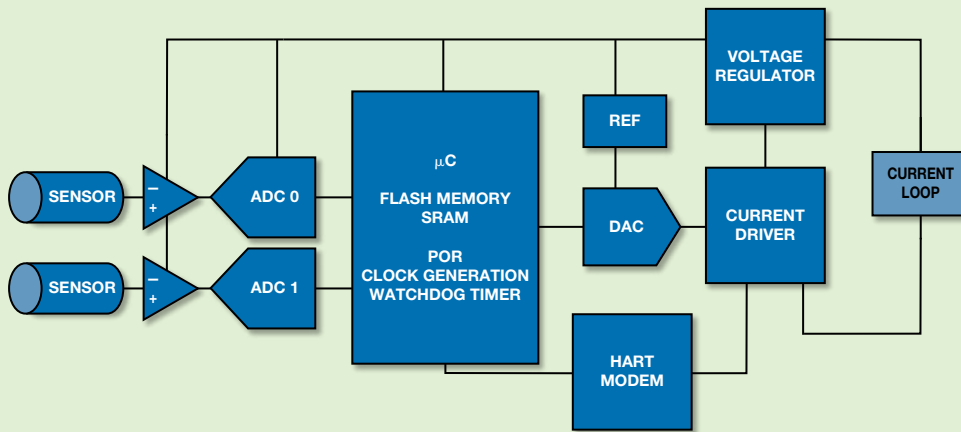 VOLTAGE
REGULATOR
REF
μC
FLASH MEMORY
SRAM
POR
CLOCK GENERATION
WATCHDOG TIMER
SENSOR
−
+
ADC 0
DAC
CURRENT
DRIVER
CURRENT
LOOP
SENSOR
−
+
ADC 1
HART
MODEM